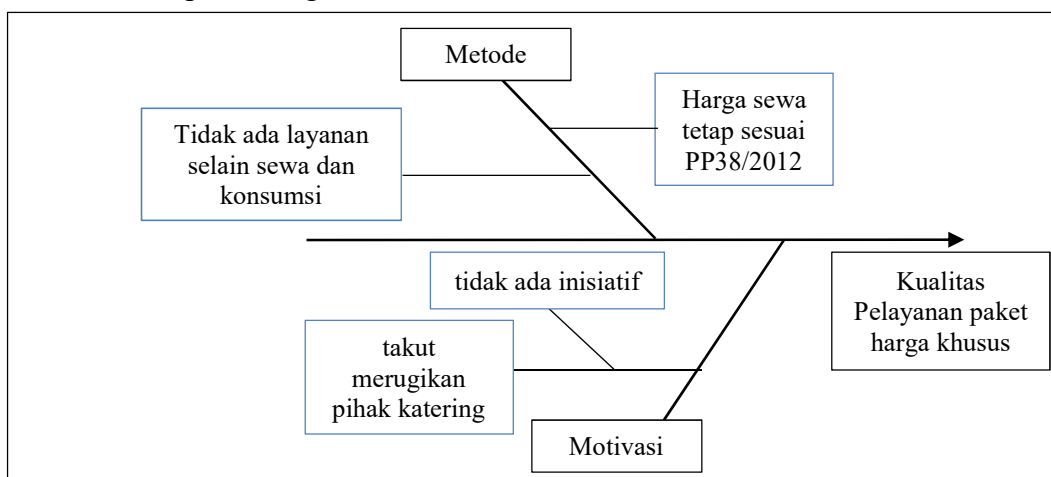 Metode
Harga sewa
tetap sesuai
PP38/2012
Tidak ada layanan
selain sewa dan
konsumsi
tidak ada inisiatif
Kualitas
Pelayanan paket
harga khusus
takut
merugikan
pihak katering
Motivasi